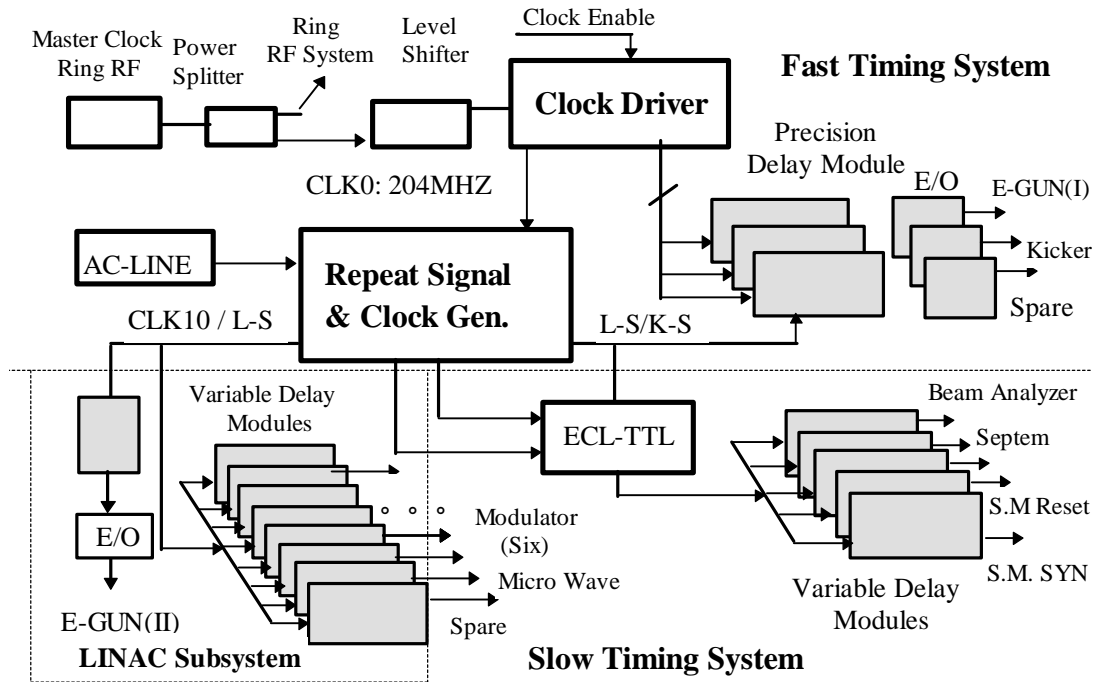 Clock Enable
Master Clock
Ring RF
Power
Splitter
Ring
RF System
Level
Shifter
Fast Timing System
Clock Driver
Precision
Delay Module
CLK0: 204MHZ
E/O
E-GUN(I)
Kicker
Spare
AC-LINE
Repeat Signal
& Clock Gen.
CLK10 / L-S
L-S/K-S
Variable Delay
Modules
ECL-TTL
Beam Analyzer
Septem
S.M Reset
S.M. SYN
E/O
Modulator
(Six)
Micro Wave
Spare
Variable Delay
Modules
E-GUN(II)
LINAC Subsystem
Slow Timing System